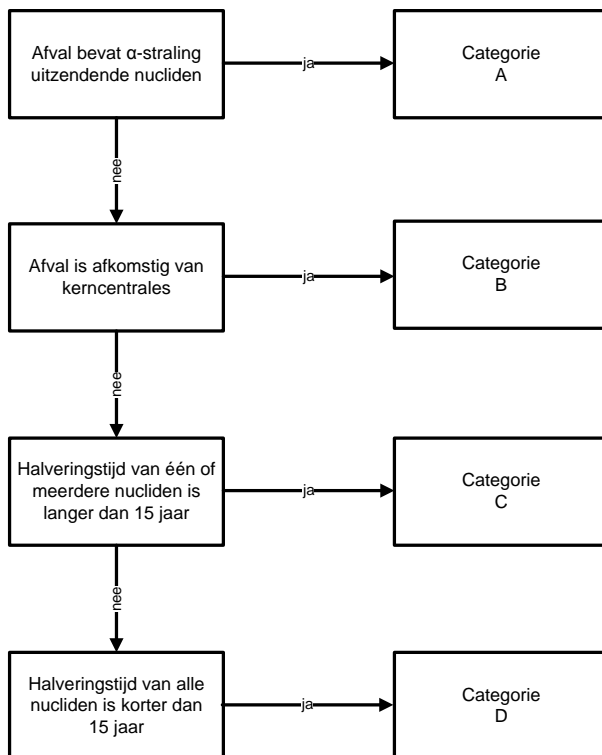 Afval bevat α-straling
uitzendende nucliden
ja
Categorie
A
nee
Afval is afkomstig van
kerncentrales
ja
Categorie
B
nee
Halveringstijd van één of
meerdere nucliden is
langer dan 15 jaar
ja
Categorie
C
nee
Halveringstijd van alle
nucliden is korter dan
15 jaar
ja
Categorie
D